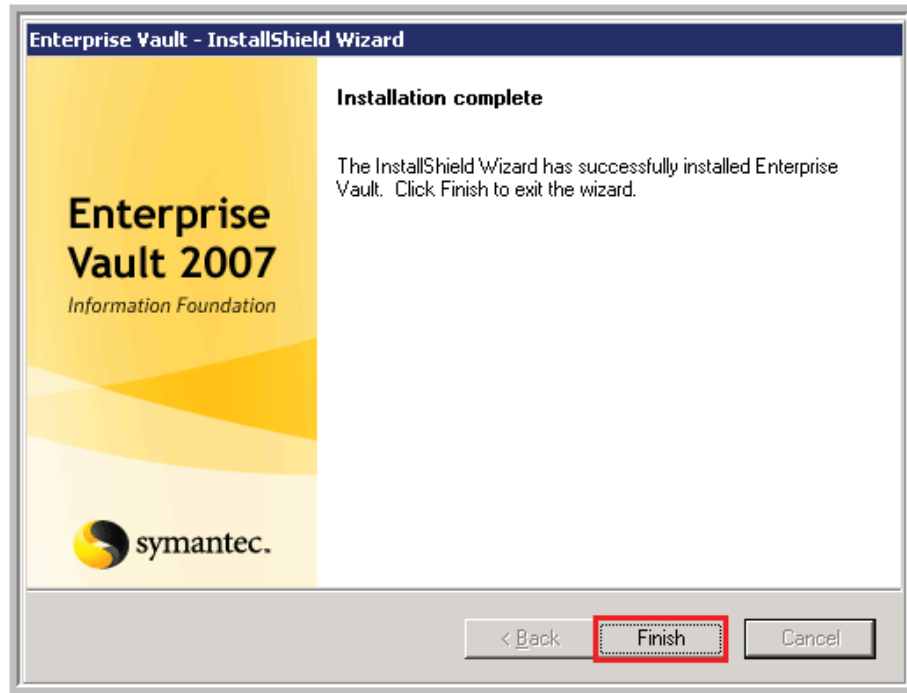 Enterprise Vault - InstallShield Wizard
Installation complete
The InstallShield Wizard has successfully installed Enterprise
Vault. Click Finish to exit the wizard.
Enterprise
Vault 2007
Information Foundation
symantec.
< Back
Finish
Cancel